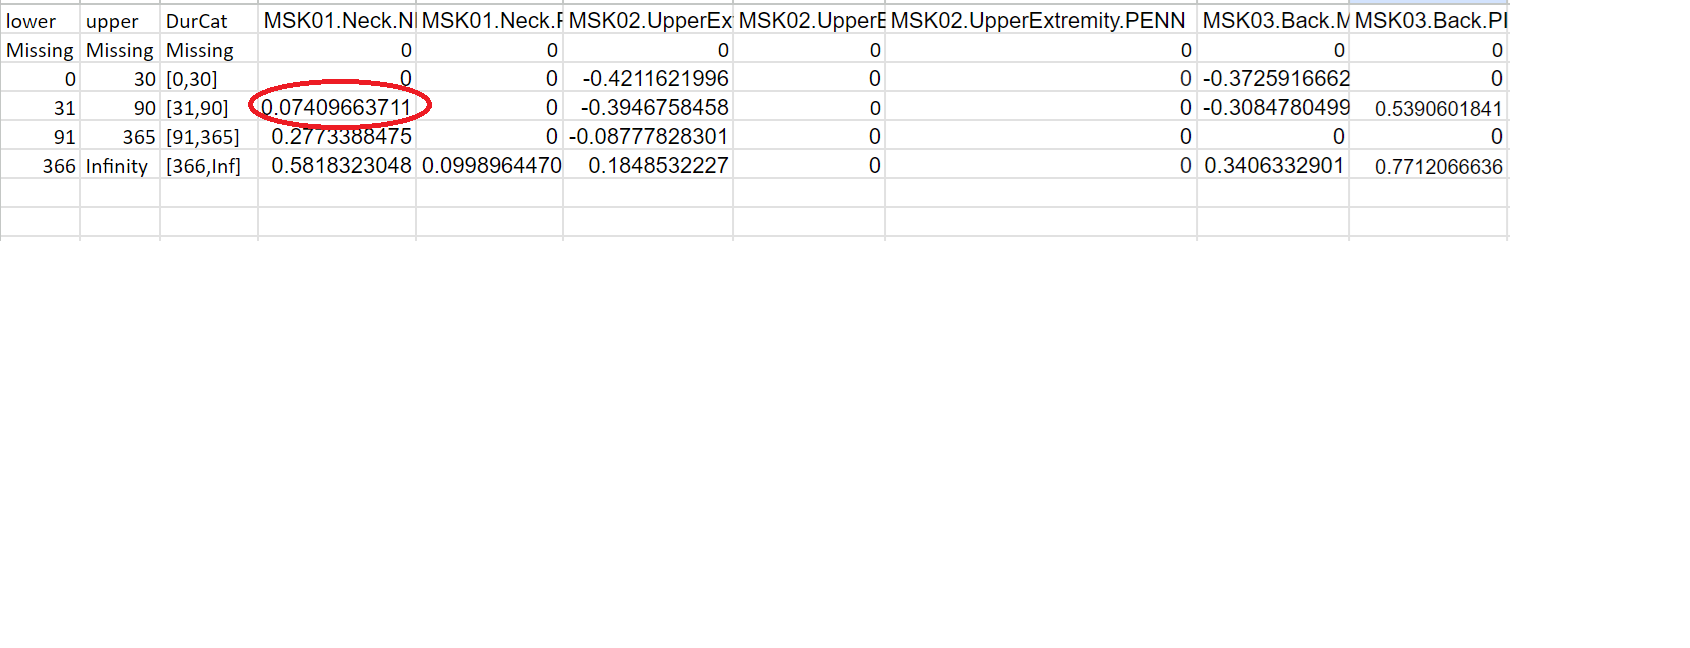 lower upper DurCat MSK01.Neck.N MSK01.Neck. MSK02.UpperEx MSK02.Upper MSK02.UpperExtremity.PENN MSK03.Back.M MSK03.Back.PI
Missing Missing Missing 0 0 0 0 0 0 0
0 30 [0,30] 0 0 -0.4211621996 0 0 -0.3725916662 0
31 90 [31,90] 0.07409663711 0 -0.3946758458 0 0 -0.3084780499 0.5390601841
91 365 [91,365] 0.2773388475 0 -0.08777828301 0 0 0 0
366 Infinity [366,Inf] 0.5818323048 0.0998964470 0.1848532227 0 0 0.3406332901 0.7712066636